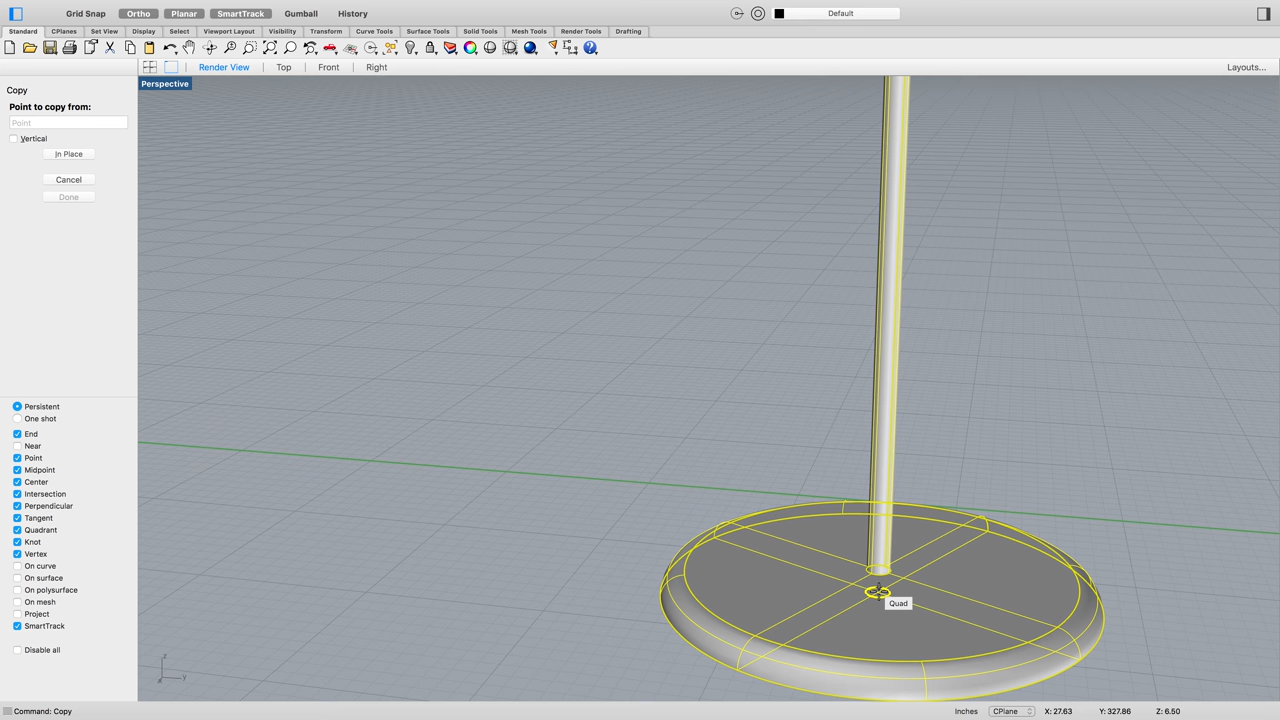 Grid Snap Ortho Planar SmartTrack Gumball History Default
Standard CPlanes Set View Display Select Viewport Layout Visibility Transform Curve Tools Surface Tools Solid Tools Mesh Tools Render Tools Drafting
Render View Top Front Right Layouts...
Perspective
Copy
Point to copy from:
Point
Vertical
In Place
Cancel
Done
Persistent
One shot
End
Near
Point
Midpoint
Center
Intersection
Perpendicular
Tangent
Quadrant
Knot
Vertex
On curve
On surface
On polysurface
On mesh
Project
SmartTrack
Disable all
Quad
z
y
x
Command: Copy Inches CPlane X: 27.63 Y: 327.86 Z: 6.50